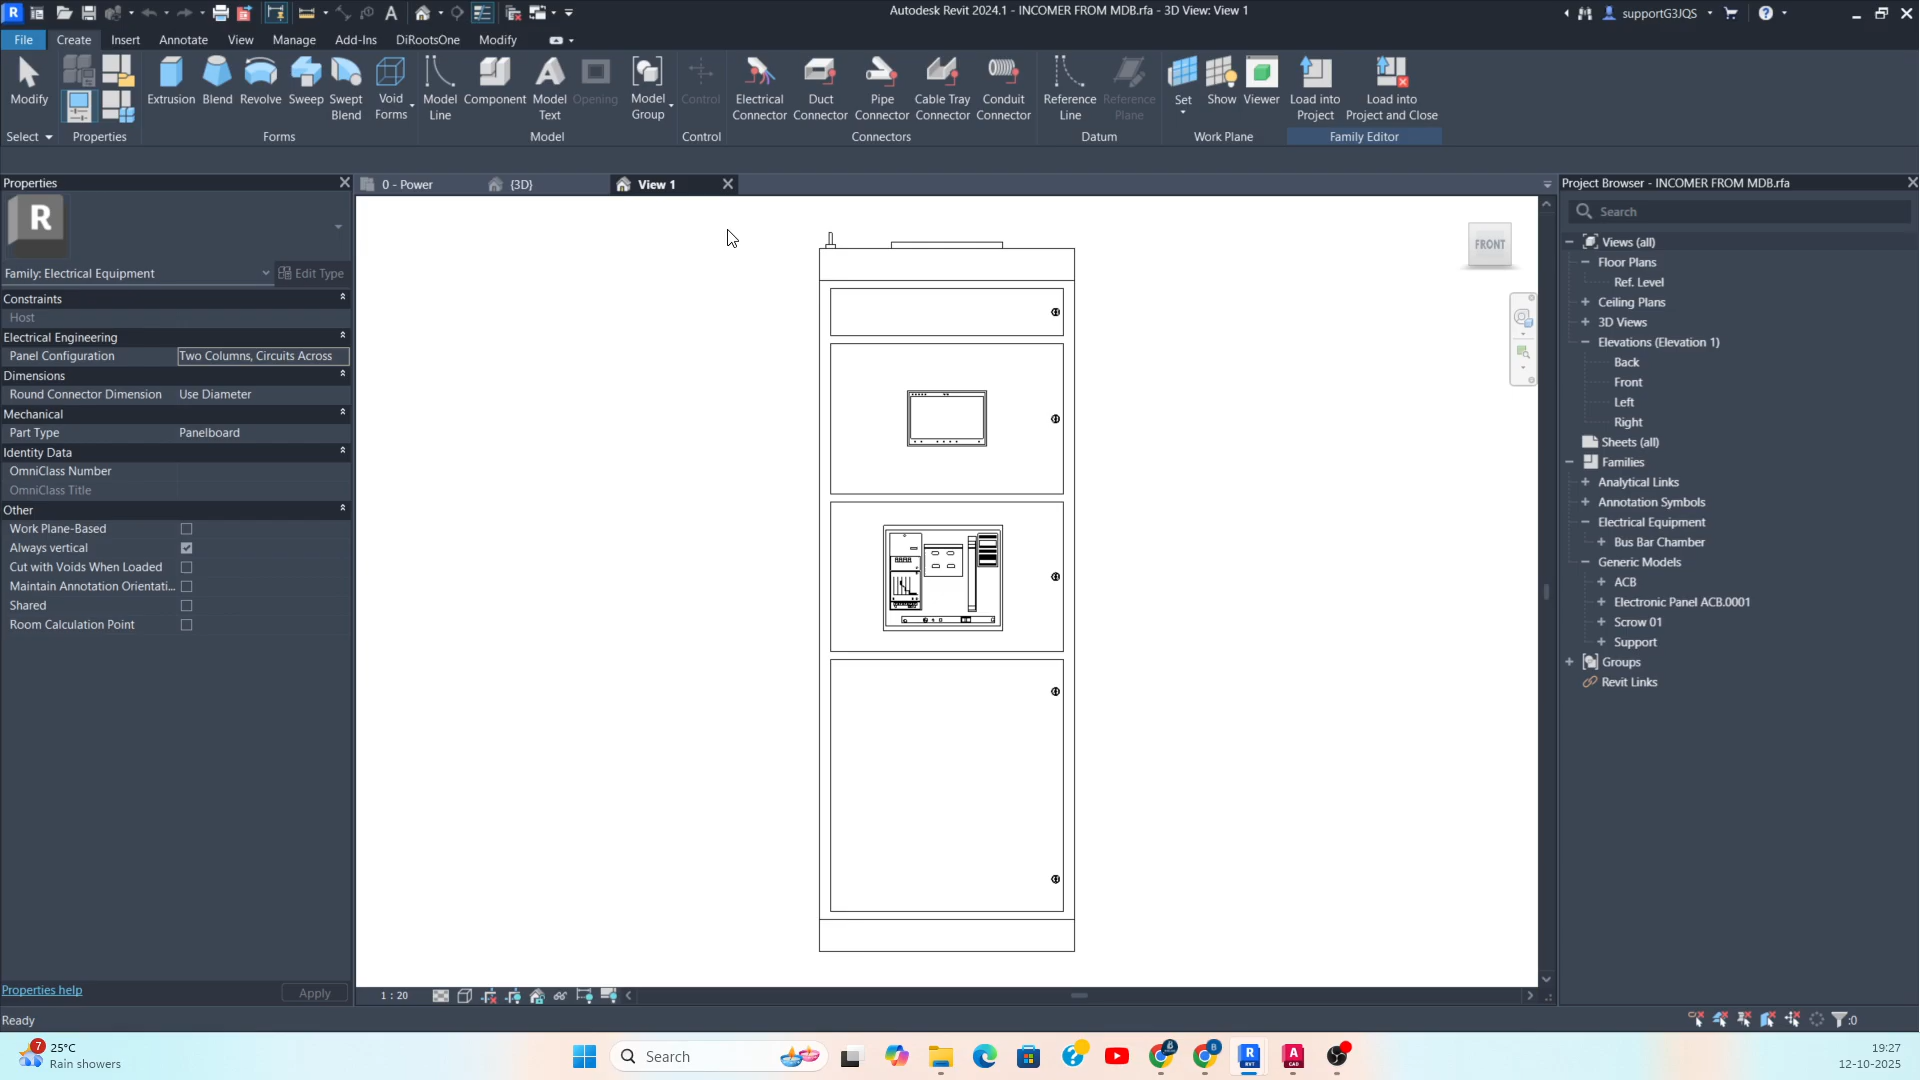 Autodesk Revit 2024.1 - INCOMER FROM MDB.rfa - 3D View: View 1
supportG3JQS
File Create Insert Annotate View Manage Add-Ins DiRootsOne Modify
Modify
Extrusion Blend Revolve Sweep Swept Blend Void Forms
Model Line Component Model Text Opening Model Group
Control
Electrical Connector Duct Connector Pipe Connector Cable Tray Connector Conduit Connector
Reference Line Reference Plane
Set Show Viewer
Load into Project Load into Project and Close
Select Properties Forms Model Control Connectors Datum Work Plane Family Editor
Properties
R
Family: Electrical Equipment Edit Type
Constraints
Host
Electrical Engineering
Panel Configuration Two Columns, Circuits Across
Dimensions
Round Connector Dimension Use Diameter
Mechanical
Part Type Panelboard
Identity Data
OmniClass Number
OmniClass Title
Other
Work Plane-Based
Always vertical
Cut with Voids When Loaded
Maintain Annotation Orientati...
Shared
Room Calculation Point
Properties help Apply
0 - Power {3D} View 1
FRONT
1 : 20
Project Browser - INCOMER FROM MDB.rfa
Search
Views (all)
Floor Plans
Ref. Level
Ceiling Plans
3D Views
Elevations (Elevation 1)
Back
Front
Left
Right
Sheets (all)
Families
Analytical Links
Annotation Symbols
Electrical Equipment
Bus Bar Chamber
Generic Models
ACB
Electronic Panel ACB.0001
Scrow 01
Support
Groups
Revit Links
Ready
:0
7
25°C
Rain showers
Search
19:27
12-10-2025